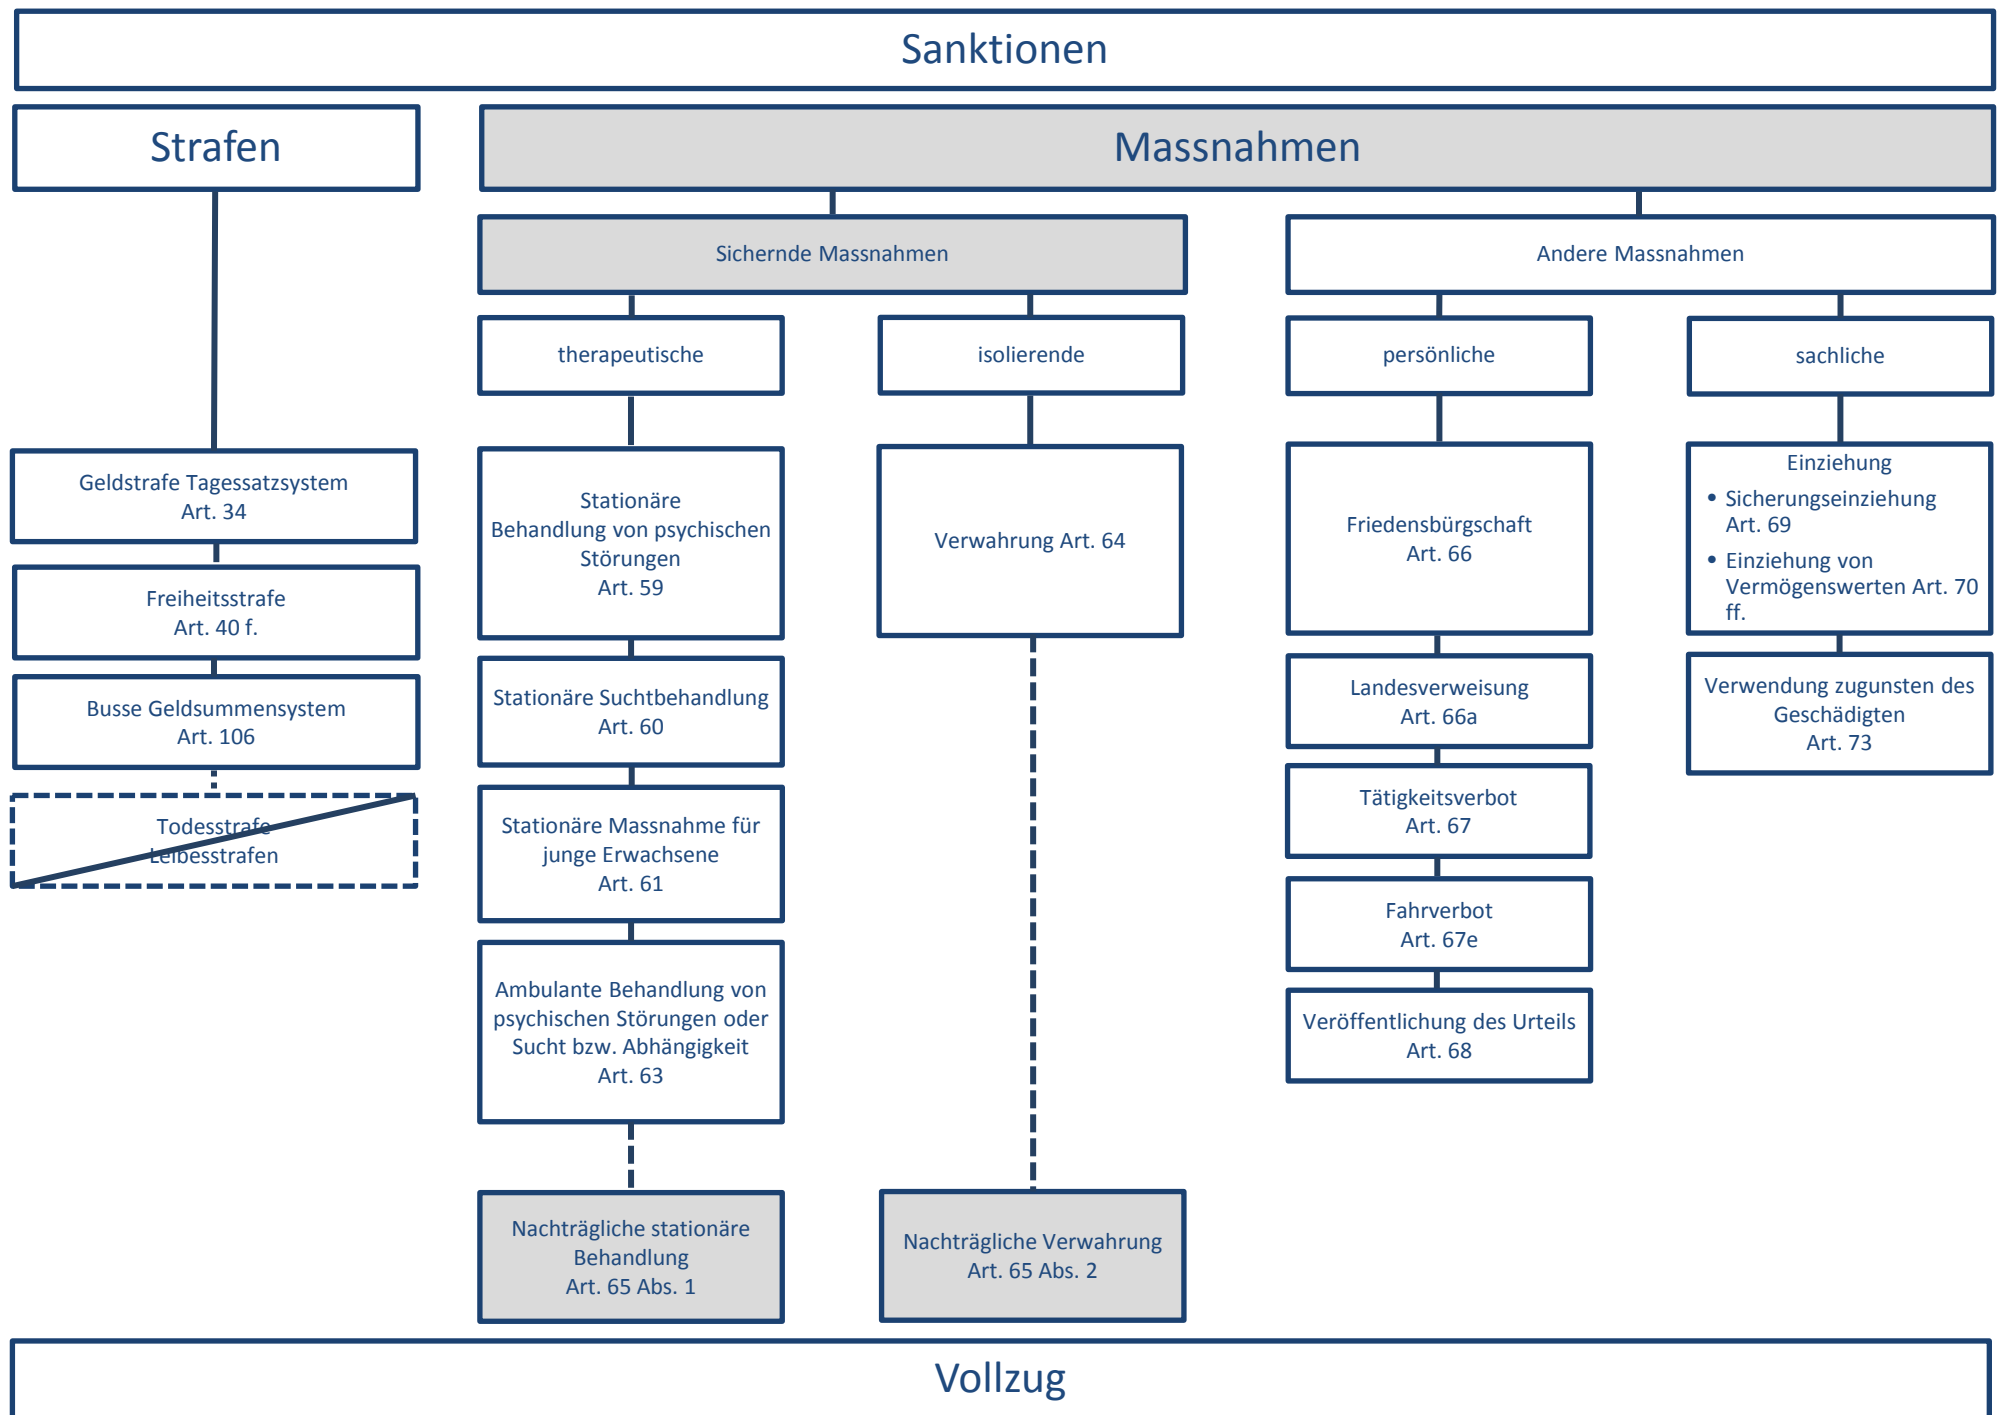 Sanktionen
Strafen
Geldstrafe Tagessatzsystem
Art. 34
Freiheitsstrafe
Art. 40 f.
Busse Geldsummensystem
Art. 106
Todesstrafe
Leibesstrafen
Massnahmen
Sichernde Massnahmen
therapeutische
Stationäre
Behandlung von psychischen
Störungen
Art. 59
Stationäre Suchtbehandlung
Art. 60
Stationäre Massnahme für
junge Erwachsene
Art. 61
Ambulante Behandlung von
psychischen Störungen oder
Sucht bzw. Abhängigkeit
Art. 63
Nachträgliche stationäre
Behandlung
Art. 65 Abs. 1
isolierende
Verwahrung Art. 64
Nachträgliche Verwahrung
Art. 65 Abs. 2
Andere Massnahmen
persönliche
Friedensbürgschaft
Art. 66
Landesverweisung
Art. 66a
Tätigkeitsverbot
Art. 67
Fahrverbot
Art. 67e
Veröffentlichung des Urteils
Art. 68
sachliche
Einziehung
• Sicherungseinziehung
Art. 69
• Einziehung von
Vermögenswerten Art. 70
ff.
Verwendung zugunsten des
Geschädigten
Art. 73
Vollzug